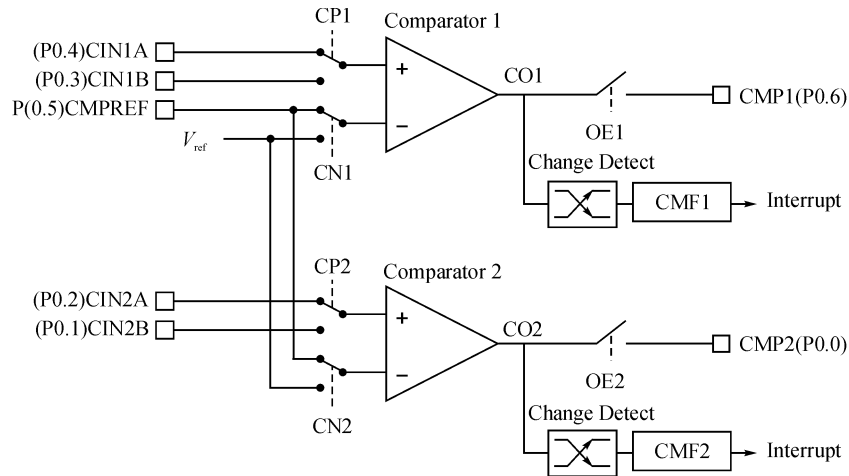 CP1
Comparator 1
(P0.4)CIN1A
(P0.3)CIN1B
P(0.5)CMPREF
Vref
+
−
CN1
CO1
OE1
CMP1(P0.6)
Change Detect
CMF1
Interrupt
CP2
Comparator 2
(P0.2)CIN2A
(P0.1)CIN2B
+
−
CN2
CO2
OE2
CMP2(P0.0)
Change Detect
CMF2
Interrupt